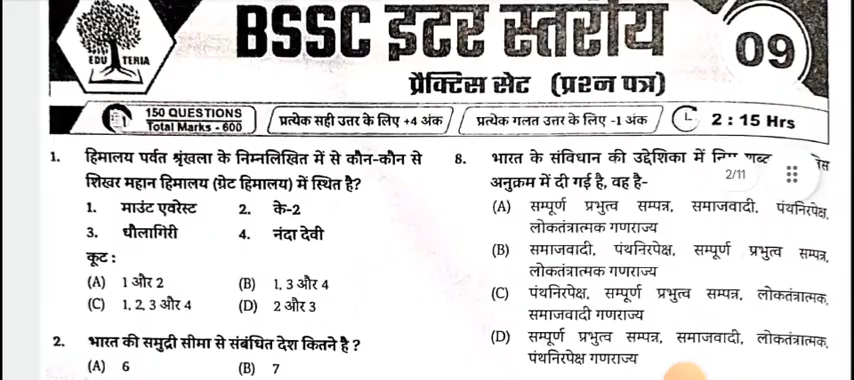 EDU TERIA
BSSC इंटर स्तरीय
09
प्रैक्टिस सेट (प्रश्न पत्र)
150 QUESTIONS
Total Marks - 600
प्रत्येक सही उत्तर के लिए +4 अंक
प्रत्येक गलत उत्तर के लिए -1 अंक
2 : 15 Hrs
1. हिमालय पर्वत श्रृंखला के निम्नलिखित में से कौन-कौन से
शिखर महान हिमालय (ग्रेट हिमालय) में स्थित है?
1. माउंट एवरेस्ट 2. के-2
3. धौलागिरी 4. नंदा देवी
कूट :
(A) 1 और 2 (B) 1, 3 और 4
(C) 1, 2, 3 और 4 (D) 2 और 3
2. भारत की समुद्री सीमा से संबंधित देश कितने है ?
(A) 6 (B) 7
8. भारत के संविधान की उद्देशिका में
2/11
अनुक्रम में दी गई है, वह है-
(A) सम्पूर्ण प्रभुत्व सम्पन्न, समाजवादी, पंथनिरपेक्ष,
लोकतंत्रात्मक गणराज्य
(B) समाजवादी, पंथनिरपेक्ष, सम्पूर्ण प्रभुत्व सम्पन्न,
लोकतंत्रात्मक गणराज्य
(C) पंथनिरपेक्ष, सम्पूर्ण प्रभुत्व सम्पन्न, लोकतंत्रात्मक,
समाजवादी गणराज्य
(D) सम्पूर्ण प्रभुत्व सम्पन्न, समाजवादी, लोकतंत्रात्मक,
पंथनिरपेक्ष गणराज्य